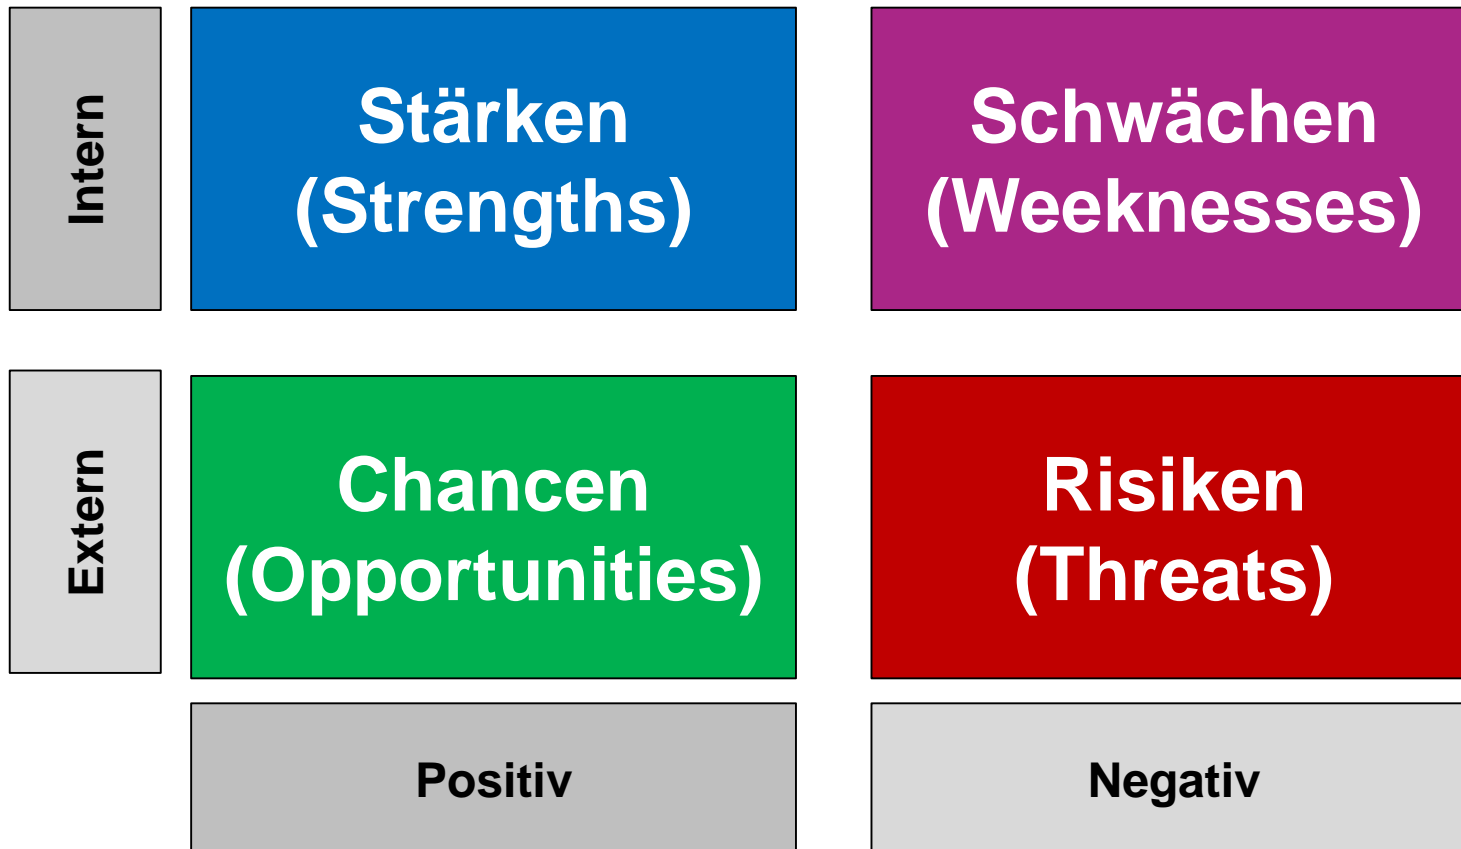 Intern
Stärken
(Strengths)
Schwächen
(Weeknesses)
Extern
Chancen
(Opportunities)
Risiken
(Threats)
Positiv
Negativ